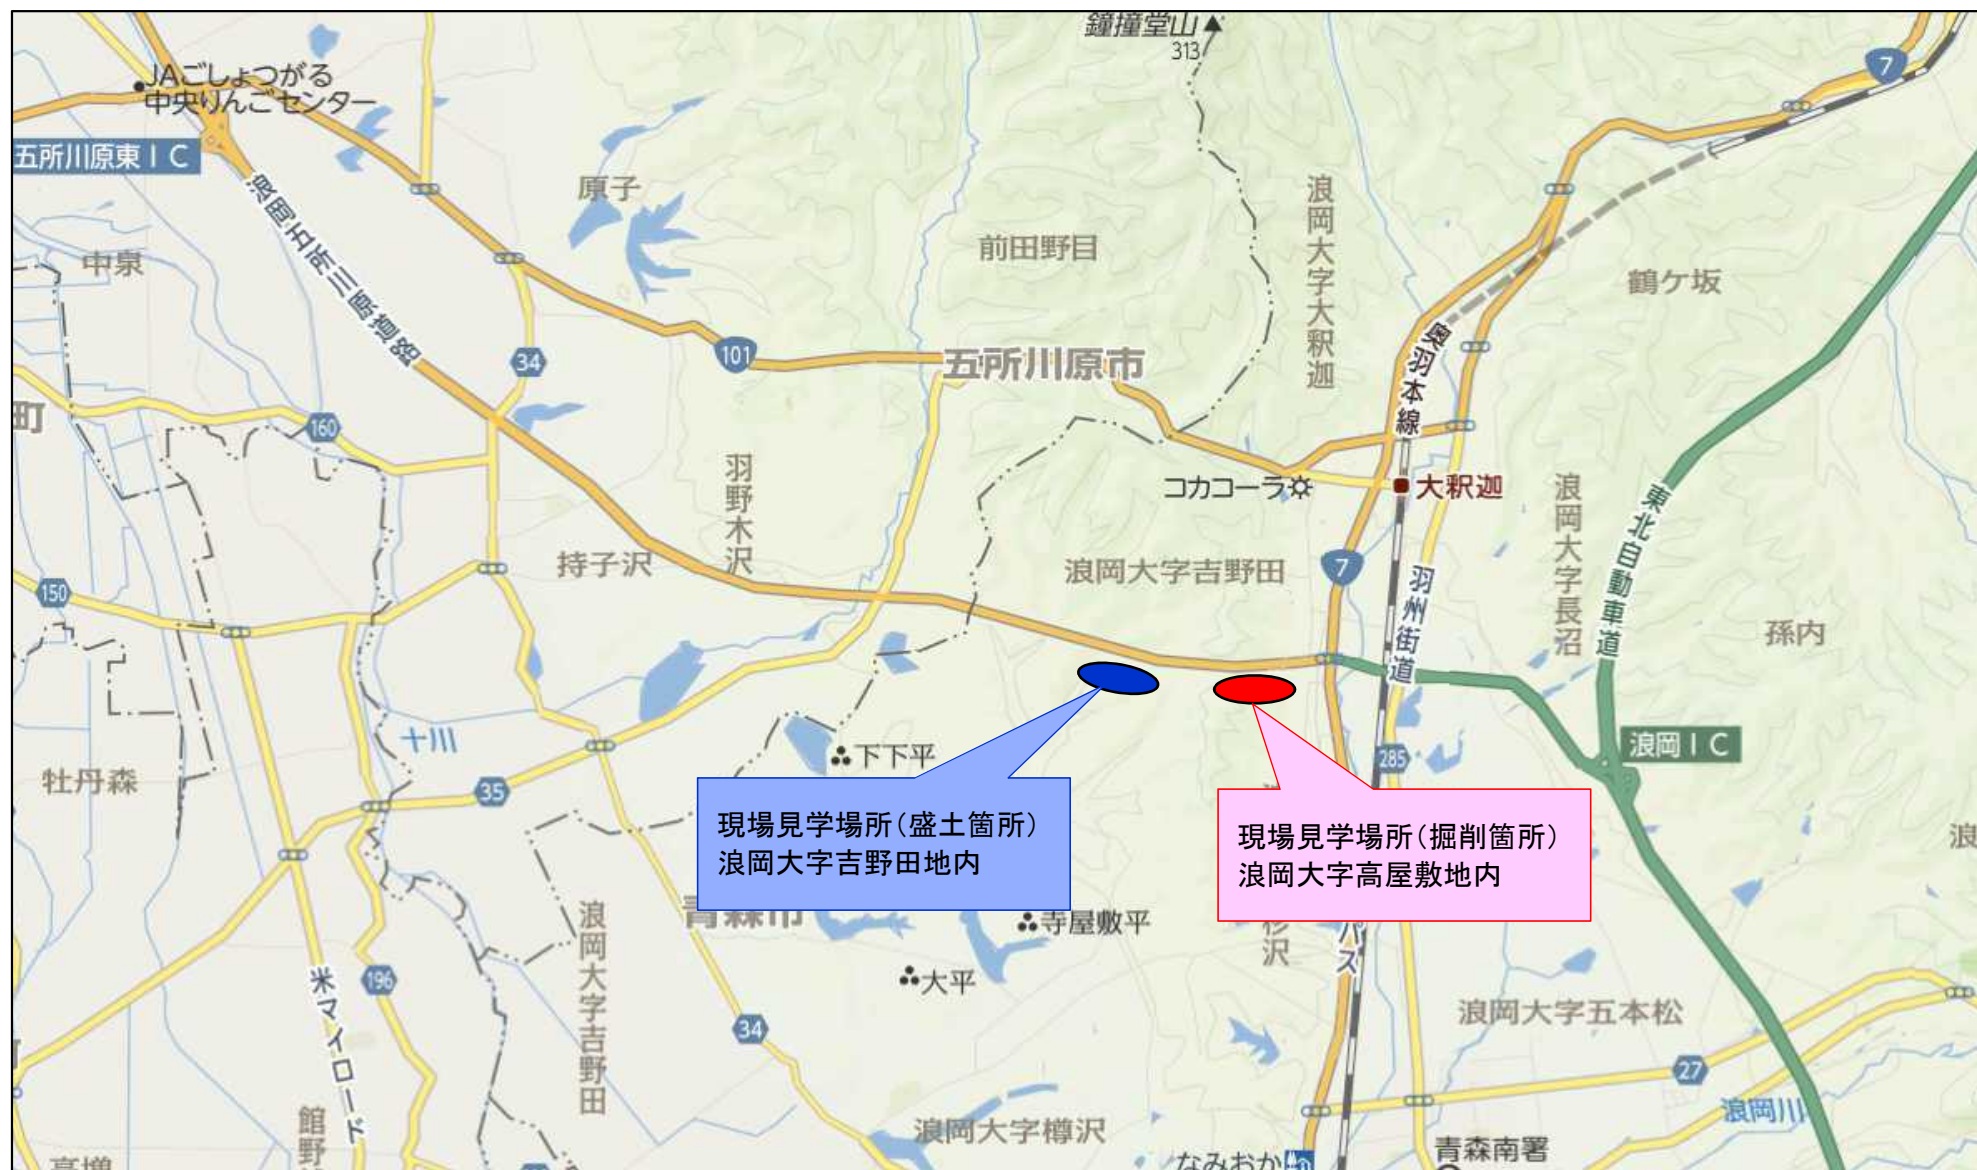 鐘撞堂山
313
7
JAごしょつがる
中央りんごセンター
五所川原東IC
原子
浪岡大字大釈迦
浪岡五所川原道路
前田野目
中泉
鶴ケ坂
奥羽本線
101
34
五所川原市
町
160
羽野木沢
コカコーラ
大釈迦
浪岡大字長沼
東北自動車道
持子沢
浪岡大字吉野田
7
羽州街道
150
孫内
十川
下下平
285
浪岡IC
牡丹森
35
現場見学場所(盛土箇所)
浪岡大字吉野田地内
現場見学場所(掘削箇所)
浪岡大字高屋敷地内
浪
青森市
寺屋敷平
杉沢
パス
浪岡大字吉野田
大平
196
米マイロード
34
浪岡大字五本松
27
浪岡川
館野
浪岡大字樽沢
青森南署
なみおか
高増